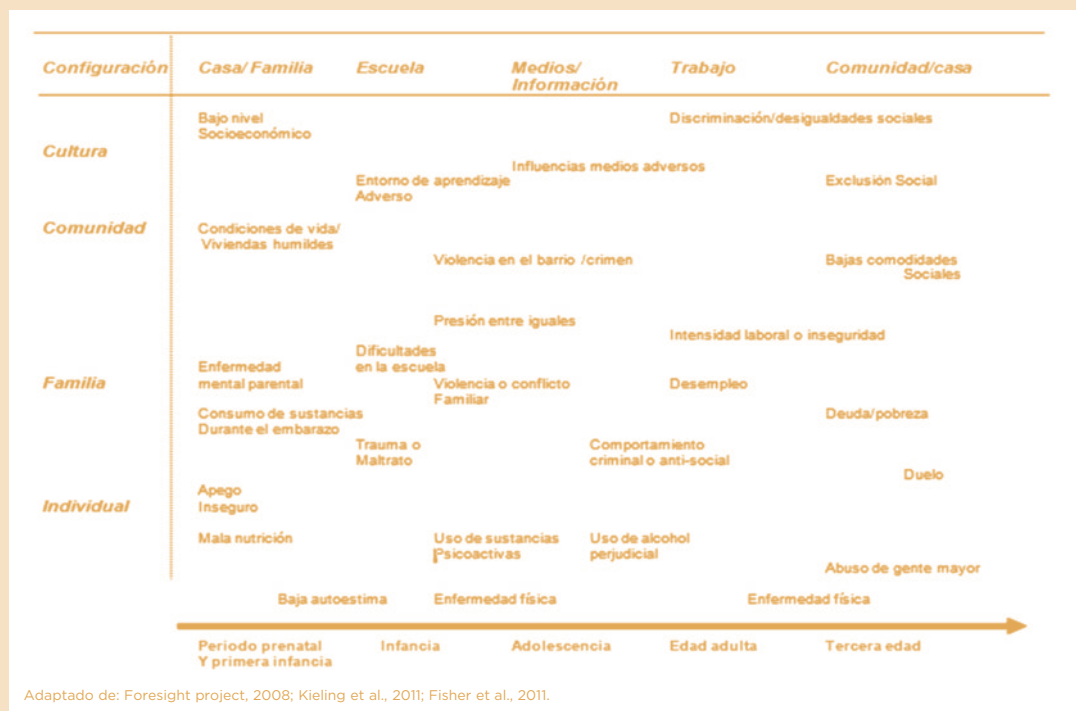 Configuración Casa/ Familia Escuela Medios/ Trabajo Comunidad/casa
Información
Bajo nivel Discriminación/desigualdades sociales
Socioeconómico
Cultura
Influencias medios adversos
Entorno de aprendizaje Exclusión Social
Adverso
Comunidad Condiciones de vida/
Viviendas humildes
Violencia en el barrio /crimen Bajas comodidades
Sociales
Presión entre iguales
Intensidad laboral o inseguridad
Dificultades
Enfermedad en la escuela
Familia mental parental Violencia o conflicto Desempleo
Familiar
Consumo de sustancias Deuda/pobreza
Durante el embarazo
Trauma o Comportamiento
Maltrato criminal o anti-social
Duelo
Apego
Individual Inseguro
Mala nutrición Uso de sustancias Uso de alcohol
Psicoactivas perjudicial
Abuso de gente mayor
Baja autoestima Enfermedad física Enfermedad física
Periodo prenatal Infancia Adolescencia Edad adulta Tercera edad
Y primera infancia
Adaptado de: Foresight project, 2008; Kieling et al., 2011; Fisher et al., 2011.